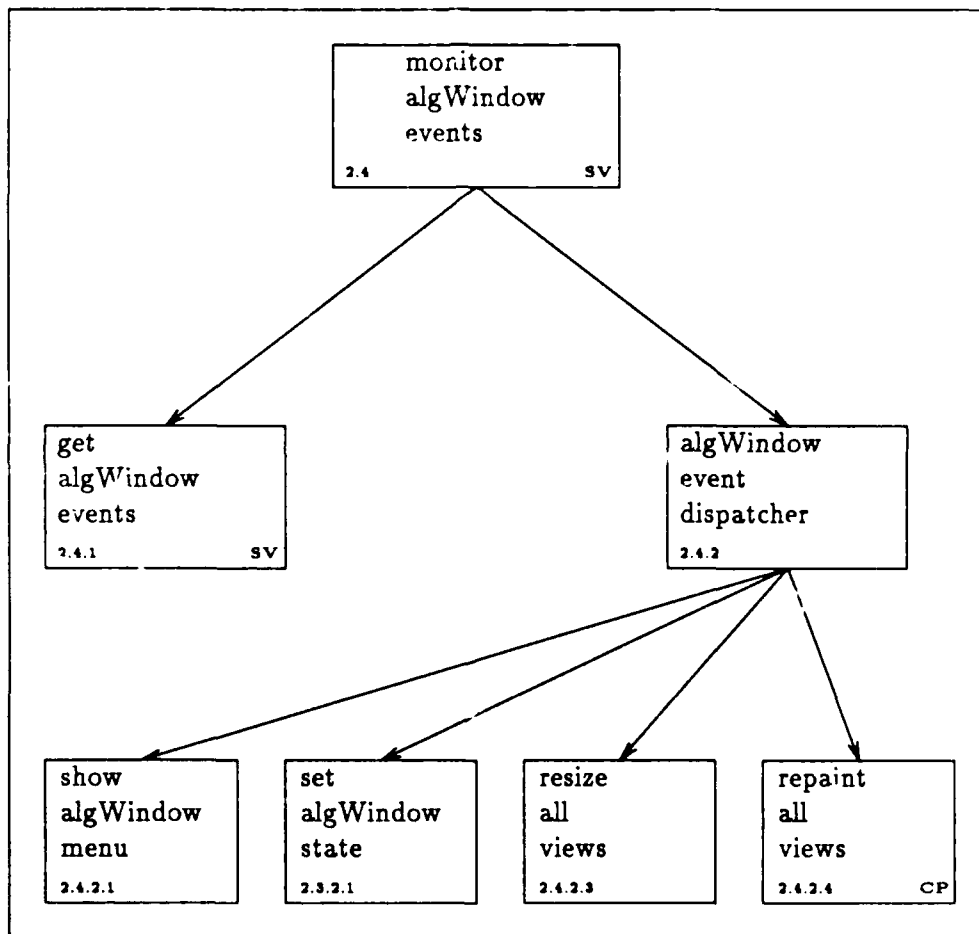 monitor
algWindow
events
2.4 SV
get
algWindow
events
2.4.1 SV
algWindow
event
dispatcher
2.4.2
show
algWindow
menu
2.4.2.1
set
algWindow
state
2.3.2.1
resize
all
views
2.4.2.3
repaint
all
views
2.4.2.4 CP